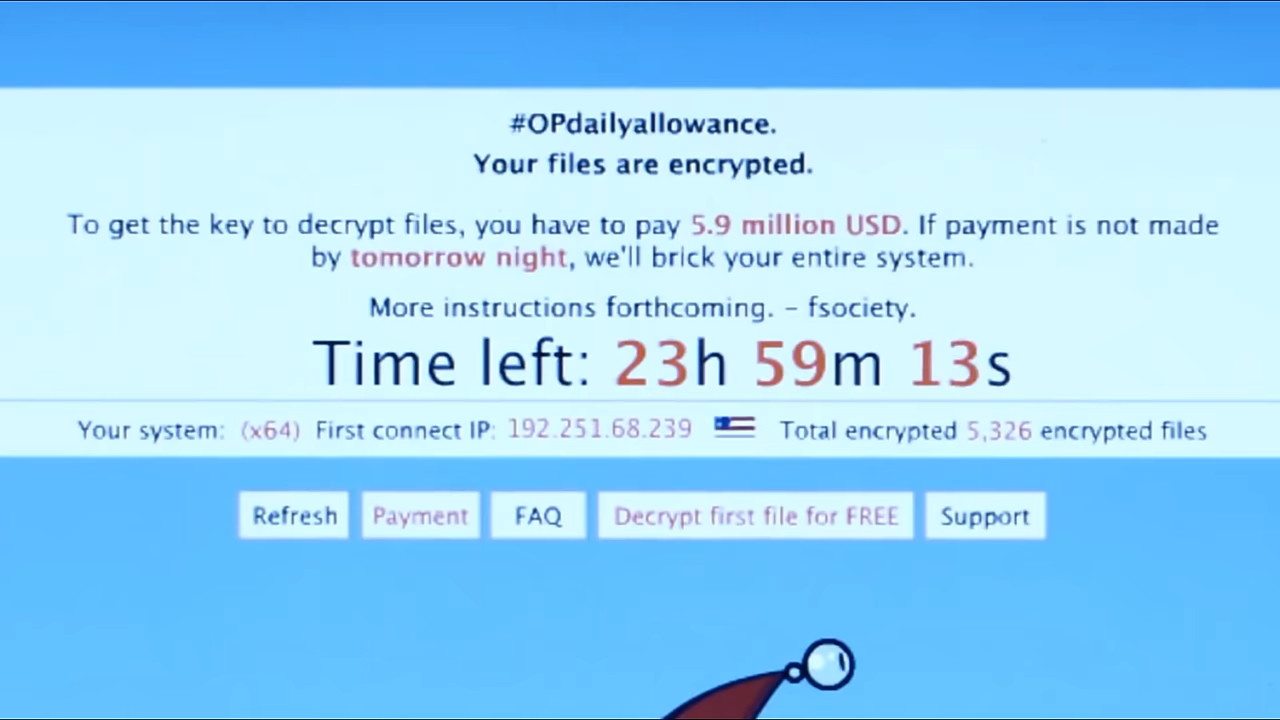 #OPdailyallowance.
Your files are encrypted.
To get the key to decrypt files, you have to pay 5.9 million USD. If payment is not made
by tomorrow night, we'll brick your entire system.
More instructions forthcoming. – fsociety.
Time left: 23h 59m 13s
Your system: (x64) First connect IP: 192.251.68.239 Total encrypted 5,326 encrypted files
Refresh Payment FAQ Decrypt first file for FREE Support